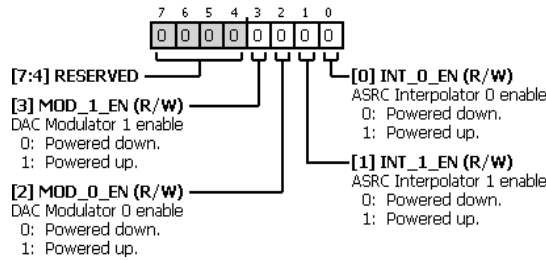 7 6 5 4 3 2 1 0
0 0 0 0 0 0 0 0
[7:4] RESERVED
[3] MOD_1_EN (R/W)
DAC Modulator 1 enable
0: Powered down.
1: Powered up.
[2] MOD_0_EN (R/W)
DAC Modulator 0 enable
0: Powered down.
1: Powered up.
[0] INT_0_EN (R/W)
ASRC Interpolator 0 enable
0: Powered down.
1: Powered up.
[1] INT_1_EN (R/W)
ASRC Interpolator 1 enable
0: Powered down.
1: Powered up.